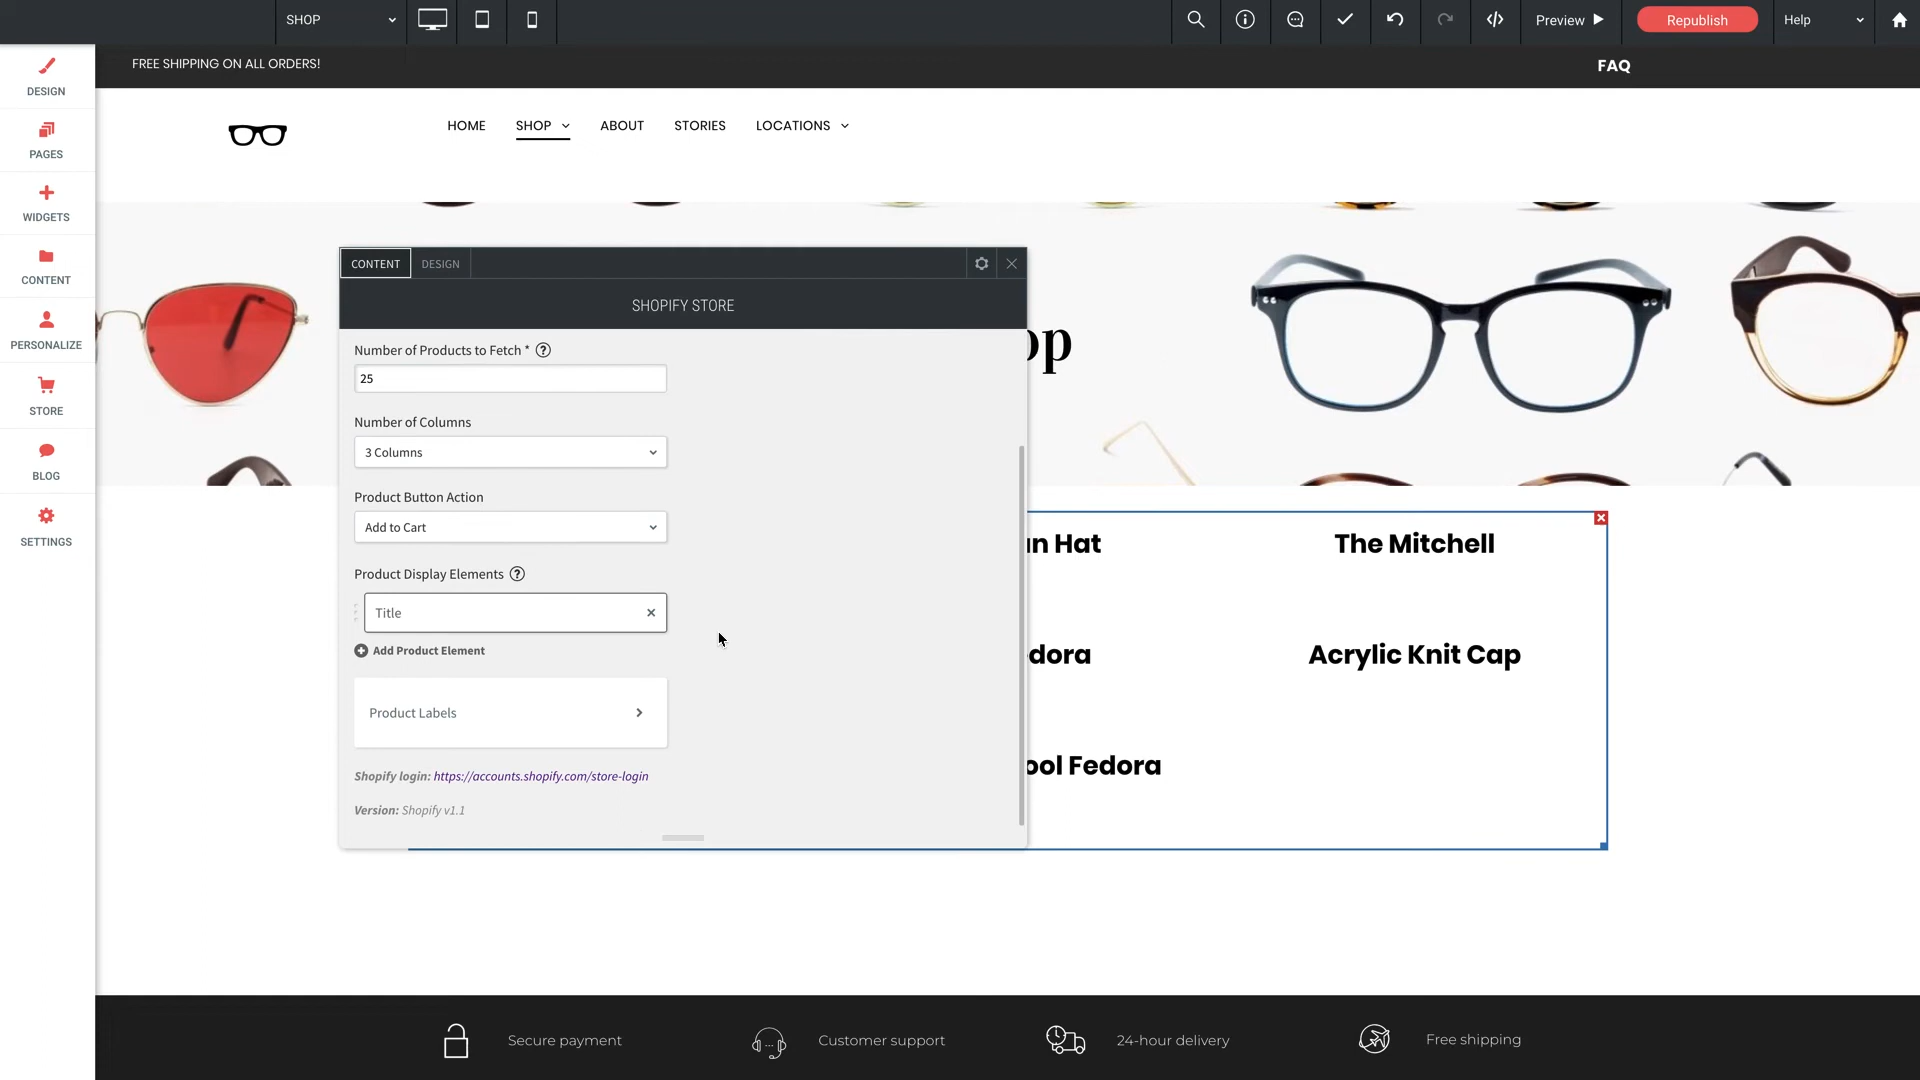 SHOP
Preview
Republish
Help
FREE SHIPPING ON ALL ORDERS!
FAQ
DESIGN
PAGES
WIDGETS
CONTENT
PERSONALIZE
STORE
BLOG
SETTINGS
HOME
SHOP
ABOUT
STORIES
LOCATIONS
op
CONTENT
DESIGN
SHOPIFY STORE
Number of Products to Fetch *
25
Number of Columns
3 Columns
Product Button Action
Add to Cart
Product Display Elements
Title
Add Product Element
Product Labels
Shopify login: https://accounts.shopify.com/store-login
Version: Shopify v1.1
n Hat
The Mitchell
dora
Acrylic Knit Cap
ool Fedora
Secure payment
Customer support
24-hour delivery
Free shipping